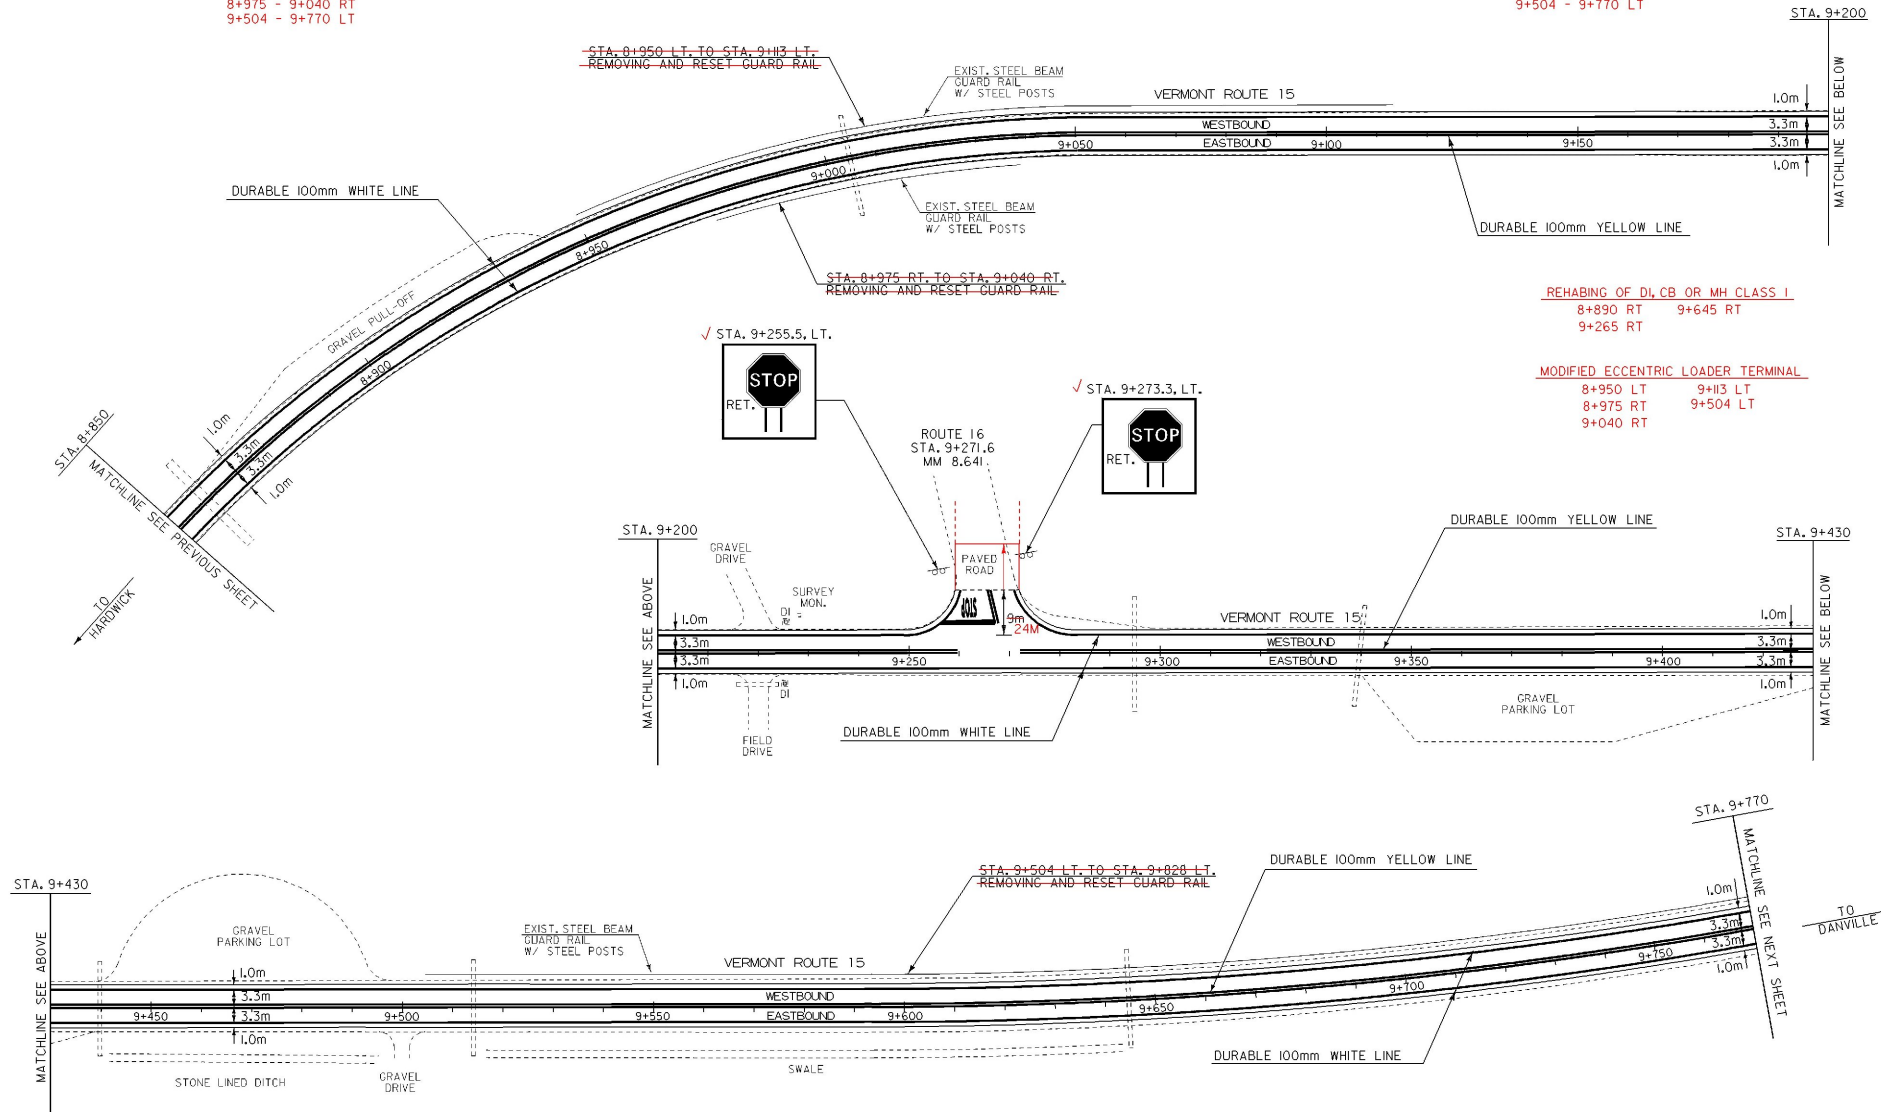 8+975 - 9+040 RT
9+504 - 9+770 LT
9+504 - 9+770 LT
STA. 9+200
STA. 8+950 LT. TO STA. 9+113 LT.
REMOVING AND RESET GUARD RAIL
EXIST. STEEL BEAM
GUARD RAIL
W/ STEEL POSTS
VERMONT ROUTE 15
1.0m
3.3m
3.3m
1.0m
MATCHLINE SEE BELOW
WESTBOUND
EASTBOUND
9+000
9+050
9+100
9+150
DURABLE 100mm WHITE LINE
EXIST. STEEL BEAM
GUARD RAIL
W/ STEEL POSTS
DURABLE 100mm YELLOW LINE
8+950
STA. 8+975 RT. TO STA. 9+040 RT.
REMOVING AND RESET GUARD RAIL
GRAVEL PULL-OFF
8+900
REHABING OF DI, CB OR MH CLASS I
8+890 RT 9+645 RT
9+265 RT
MODIFIED ECCENTRIC LOADER TERMINAL
8+950 LT 9+113 LT
8+975 RT 9+504 LT
9+040 RT
STA. 8+850
MATCHLINE SEE PREVIOUS SHEET
1.0m
3.3m
3.3m
1.0m
TO
HARDWICK
√ STA. 9+255.5, LT.
STOP
RET.
√ STA. 9+273.3, LT.
STOP
RET.
ROUTE 16
STA. 9+271.6
MM 8.641
STA. 9+200
MATCHLINE SEE ABOVE
GRAVEL
DRIVE
SURVEY
MON.
DI
PAVED
ROAD
STOP
9m
24M
DURABLE 100mm YELLOW LINE
STA. 9+430
MATCHLINE SEE BELOW
VERMONT ROUTE 15
1.0m
3.3m
3.3m
1.0m
WESTBOUND
EASTBOUND
9+250
9+300
9+350
9+400
1.0m
3.3m
3.3m
1.0m
DI
FIELD
DRIVE
DURABLE 100mm WHITE LINE
GRAVEL
PARKING LOT
STA. 9+770
MATCHLINE SEE NEXT SHEET
STA. 9+430
MATCHLINE SEE ABOVE
GRAVEL
PARKING LOT
EXIST. STEEL BEAM
GUARD RAIL
W/ STEEL POSTS
STA. 9+504 LT. TO STA. 9+828 LT.
REMOVING AND RESET GUARD RAIL
DURABLE 100mm YELLOW LINE
VERMONT ROUTE 15
1.0m
3.3m
3.3m
1.0m
WESTBOUND
EASTBOUND
9+450
9+500
9+550
9+600
9+650
9+700
9+750
1.0m
3.3m
3.3m
1.0m
TO
DANVILLE
STONE LINED DITCH
GRAVEL
DRIVE
SWALE
DURABLE 100mm WHITE LINE